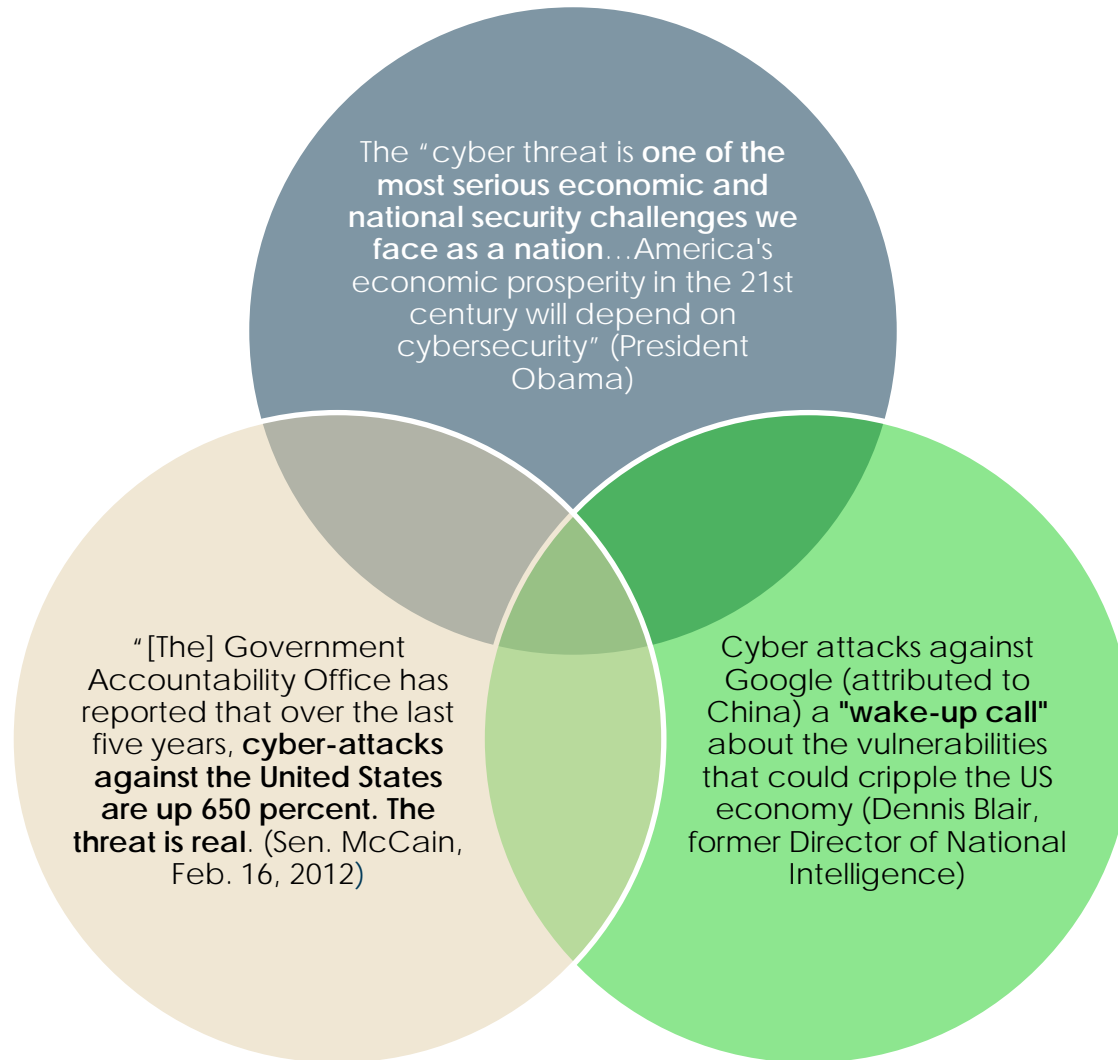 The “cyber threat is one of the
most serious economic and
national security challenges we
face as a nation…America's
economic prosperity in the 21st
century will depend on
cybersecurity” (President
Obama)
“[The] Government
Accountability Office has
reported that over the last
five years, cyber-attacks
against the United States
are up 650 percent. The
threat is real. (Sen. McCain,
Feb. 16, 2012)
Cyber attacks against
Google (attributed to
China) a "wake-up call"
about the vulnerabilities
that could cripple the US
economy (Dennis Blair,
former Director of National
Intelligence)